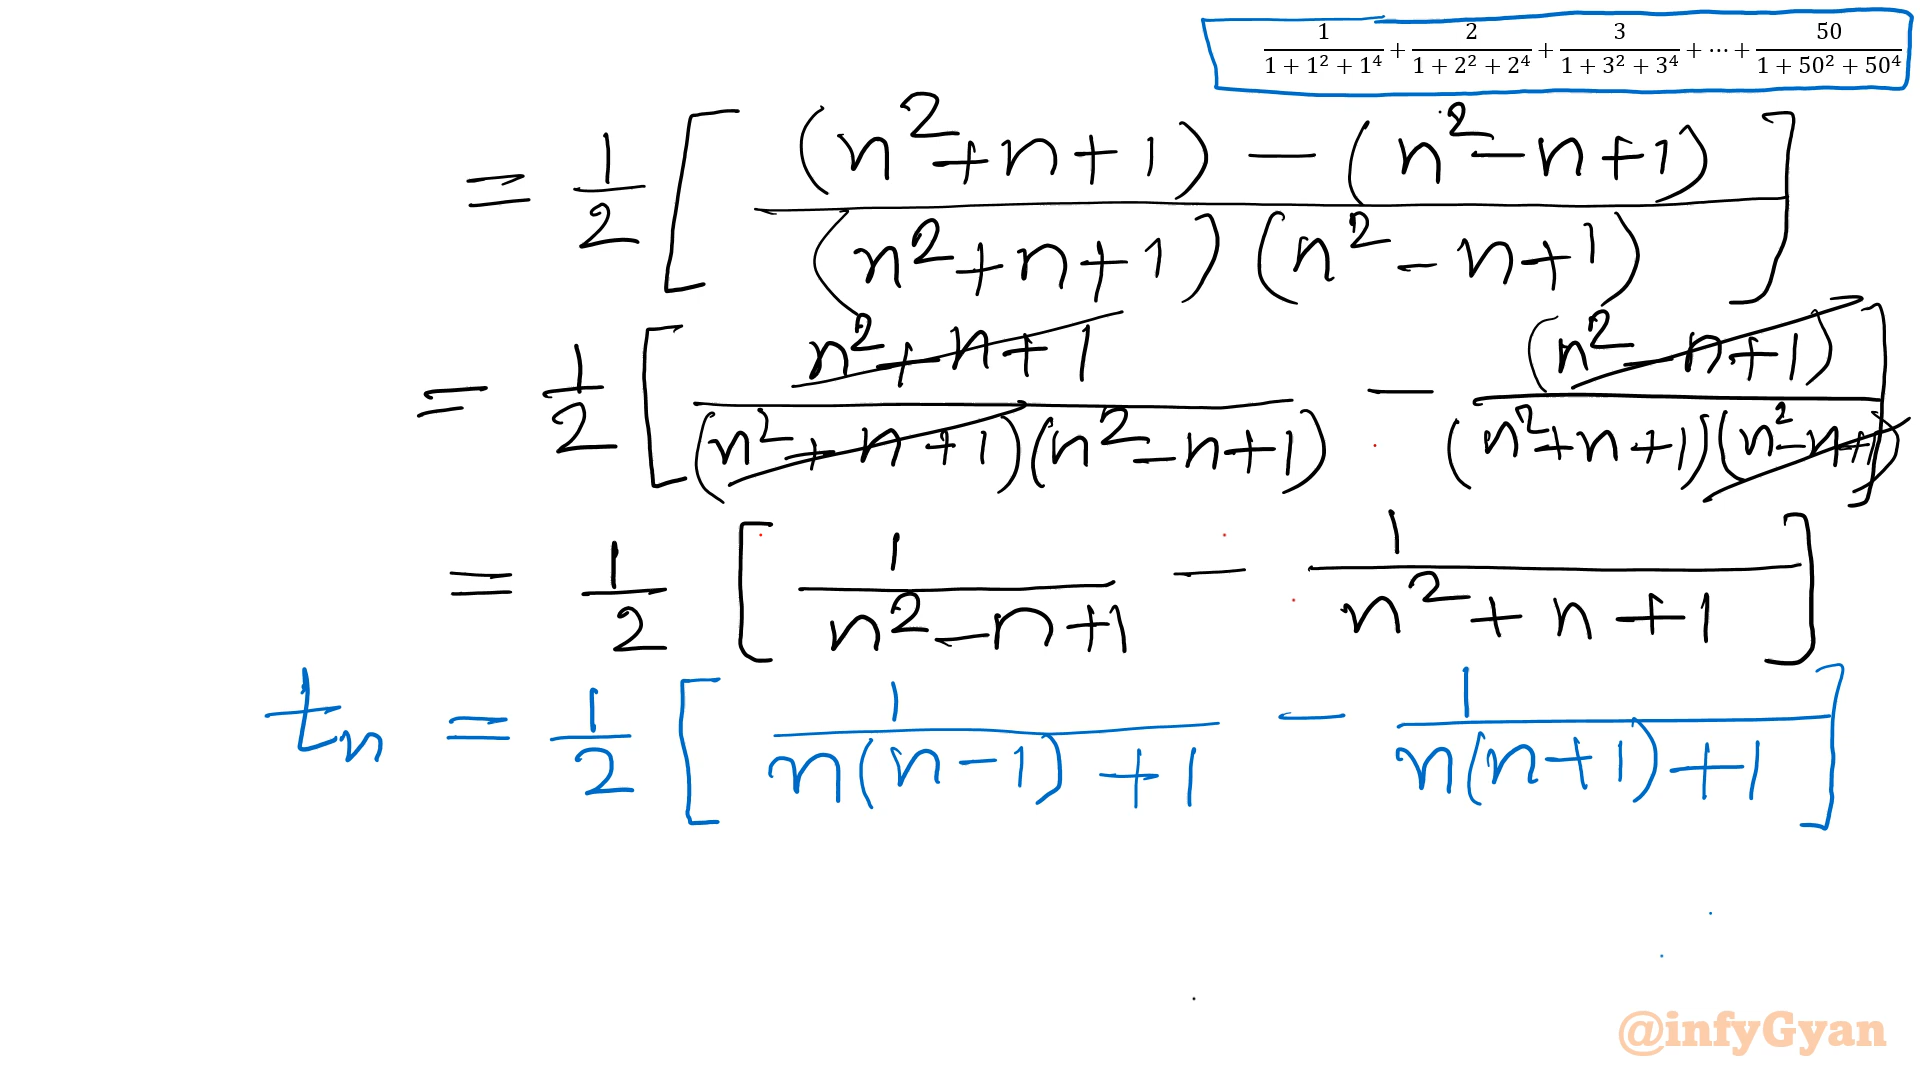 1/(1 + 1² + 1⁴) + 2/(1 + 2² + 2⁴) + 3/(1 + 3² + 3⁴) + ⋯ + 50/(1 + 50² + 50⁴)
= 1/2 [ ((n²+n+1) − (n²−n+1)) / ((n²+n+1)(n²−n+1)) ]
= 1/2 [ n²+n+1 / (n²+n+1)(n²−n+1) − (n²−n+1) / (n²+n+1)(n²−n+1) ]
= 1/2 [ 1/(n²−n+1) − 1/(n²+n+1) ]
tₙ = 1/2 [ 1/(n(n−1)+1) − 1/(n(n+1)+1) ]
@infyGyan